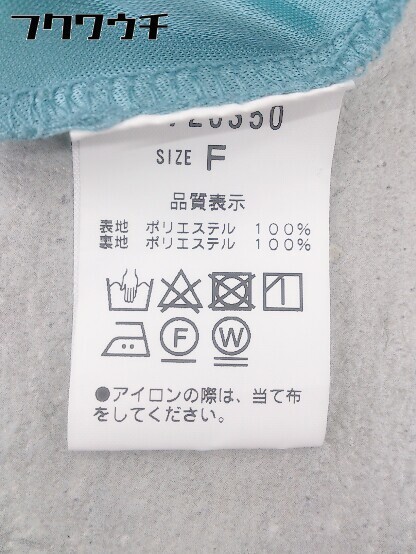 フクワウチ
SIZE F
品質表示
表地 ポリエステル 100%
裏地 ポリエステル 100%
F W
●アイロンの際は、当て布
をしてください。